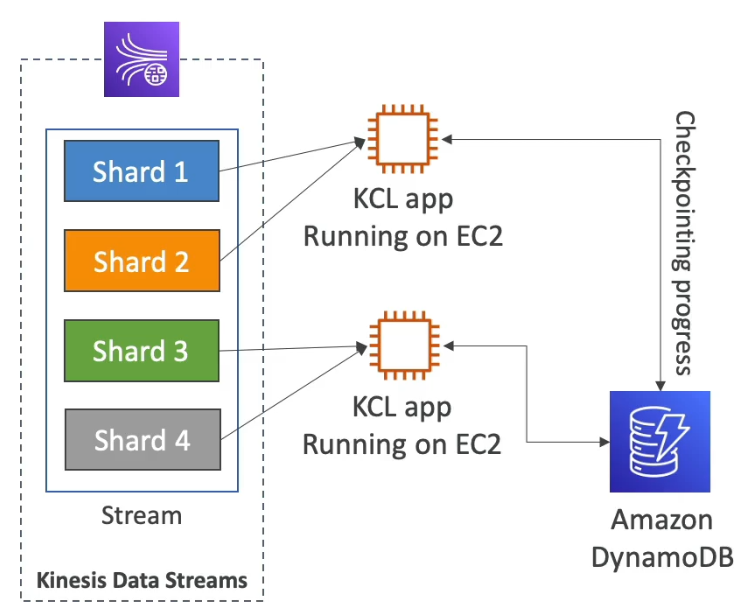 Shard 1
Shard 2
Shard 3
Shard 4
Stream
Kinesis Data Streams
KCL app
Running on EC2
KCL app
Running on EC2
Checkpointing progress
Amazon
DynamoDB